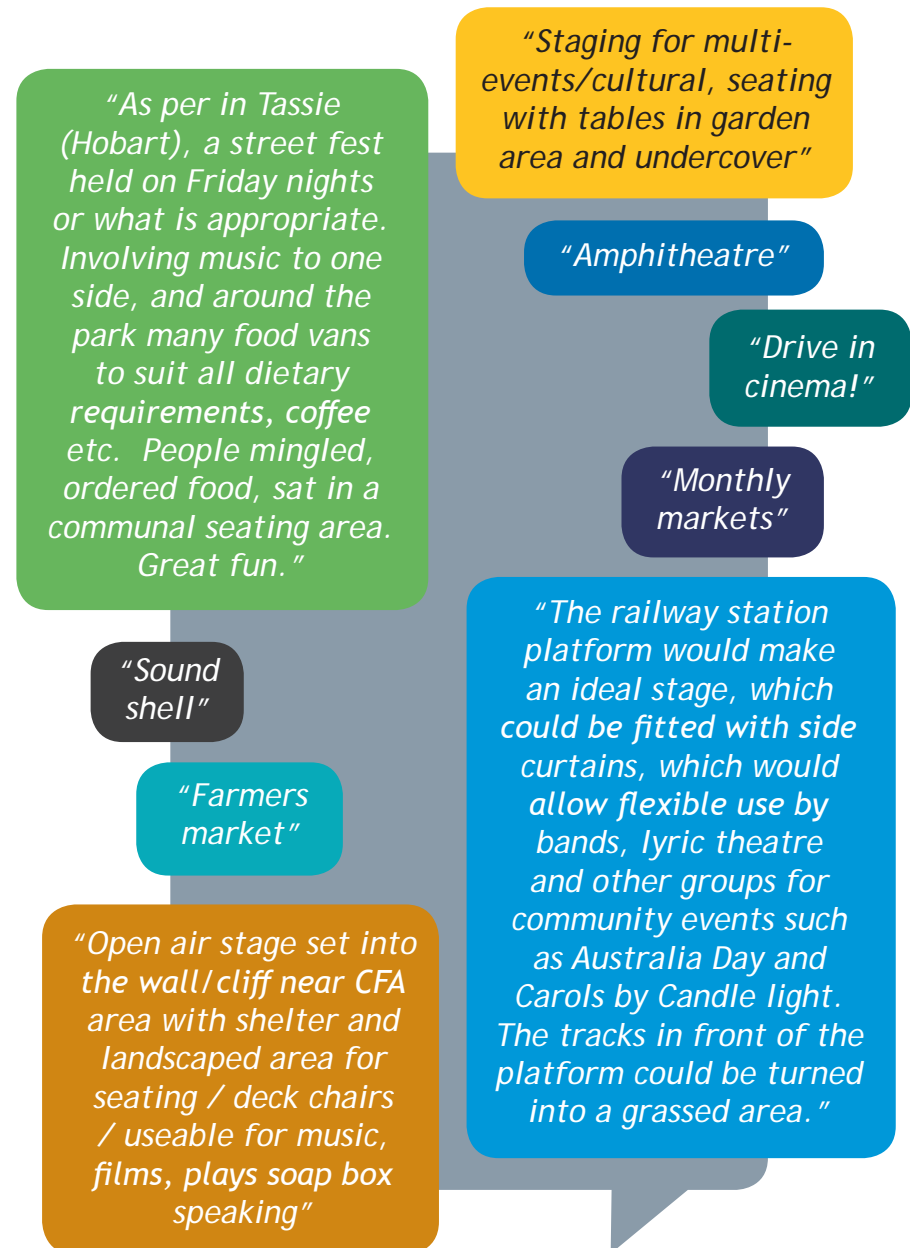 “As per in Tassie
(Hobart), a street fest
held on Friday nights
or what is appropriate.
Involving music to one
side, and around the
park many food vans
to suit all dietary
requirements, coffee
etc.  People mingled,
ordered food, sat in a
communal seating area.
Great fun.”
“Staging for multi-
events/cultural, seating
with tables in garden
area and undercover”
“Amphitheatre”
“Drive in
cinema!”
“Monthly
markets”
“Sound
shell”
“Farmers
market”
“The railway station
platform would make
an ideal stage, which
could be fitted with side
curtains, which would
allow flexible use by
bands, lyric theatre
and other groups for
community events such
as Australia Day and
Carols by Candle light.
The tracks in front of the
platform could be turned
into a grassed area.”
“Open air stage set into
the wall/cliff near CFA
area with shelter and
landscaped area for
seating / deck chairs
/ useable for music,
films, plays soap box
speaking”